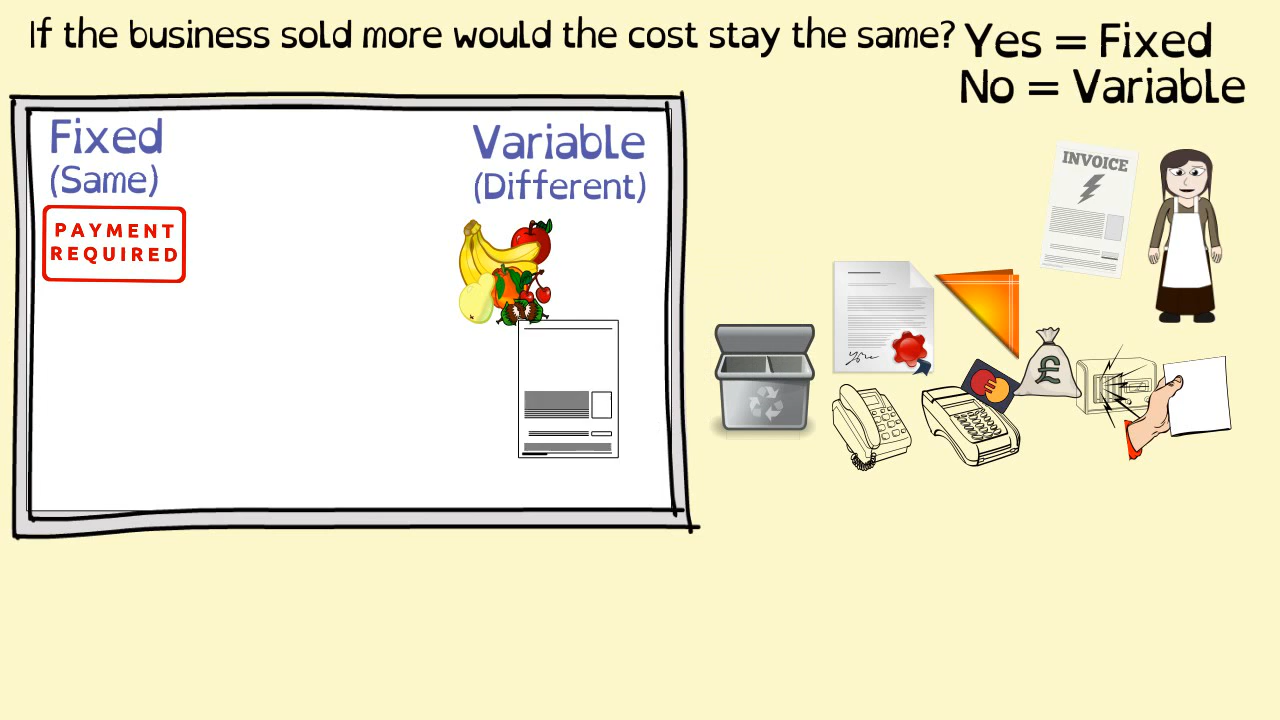 If the business sold more would the cost stay the same?
Yes = Fixed
No = Variable
Fixed
(Same)
Variable
(Different)
PAYMENT
REQUIRED
INVOICE
£